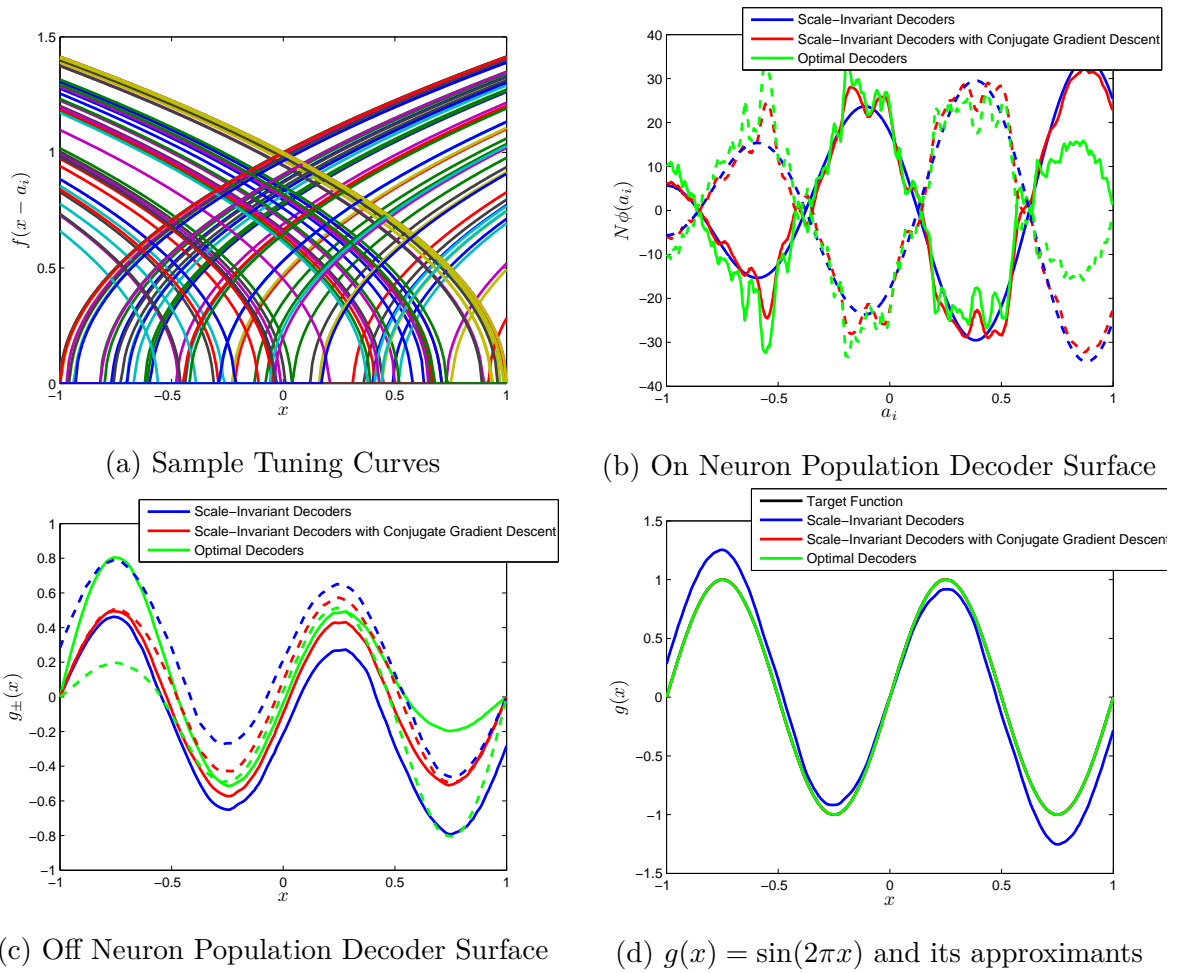 1.5
1
0.5
0
−1
−0.5
0
0.5
1
f(x − a_i)
x
(a) Sample Tuning Curves
Scale−Invariant Decoders
Scale−Invariant Decoders with Conjugate Gradient Descent
Optimal Decoders
40
30
20
10
0
−10
−20
−30
−40
−1
−0.5
0
0.5
1
Nϕ(a_i)
a_i
(b) On Neuron Population Decoder Surface
Scale−Invariant Decoders
Scale−Invariant Decoders with Conjugate Gradient Descent
Optimal Decoders
1
0.8
0.6
0.4
0.2
0
−0.2
−0.4
−0.6
−0.8
−1
−1
−0.5
0
0.5
1
g±(x)
x
(c) Off Neuron Population Decoder Surface
Target Function
Scale−Invariant Decoders
Scale−Invariant Decoders with Conjugate Gradient Descent
Optimal Decoders
1.5
1
0.5
0
−0.5
−1
−1.5
−1
−0.5
0
0.5
1
g(x)
x
(d) g(x) = sin(2πx) and its approximants